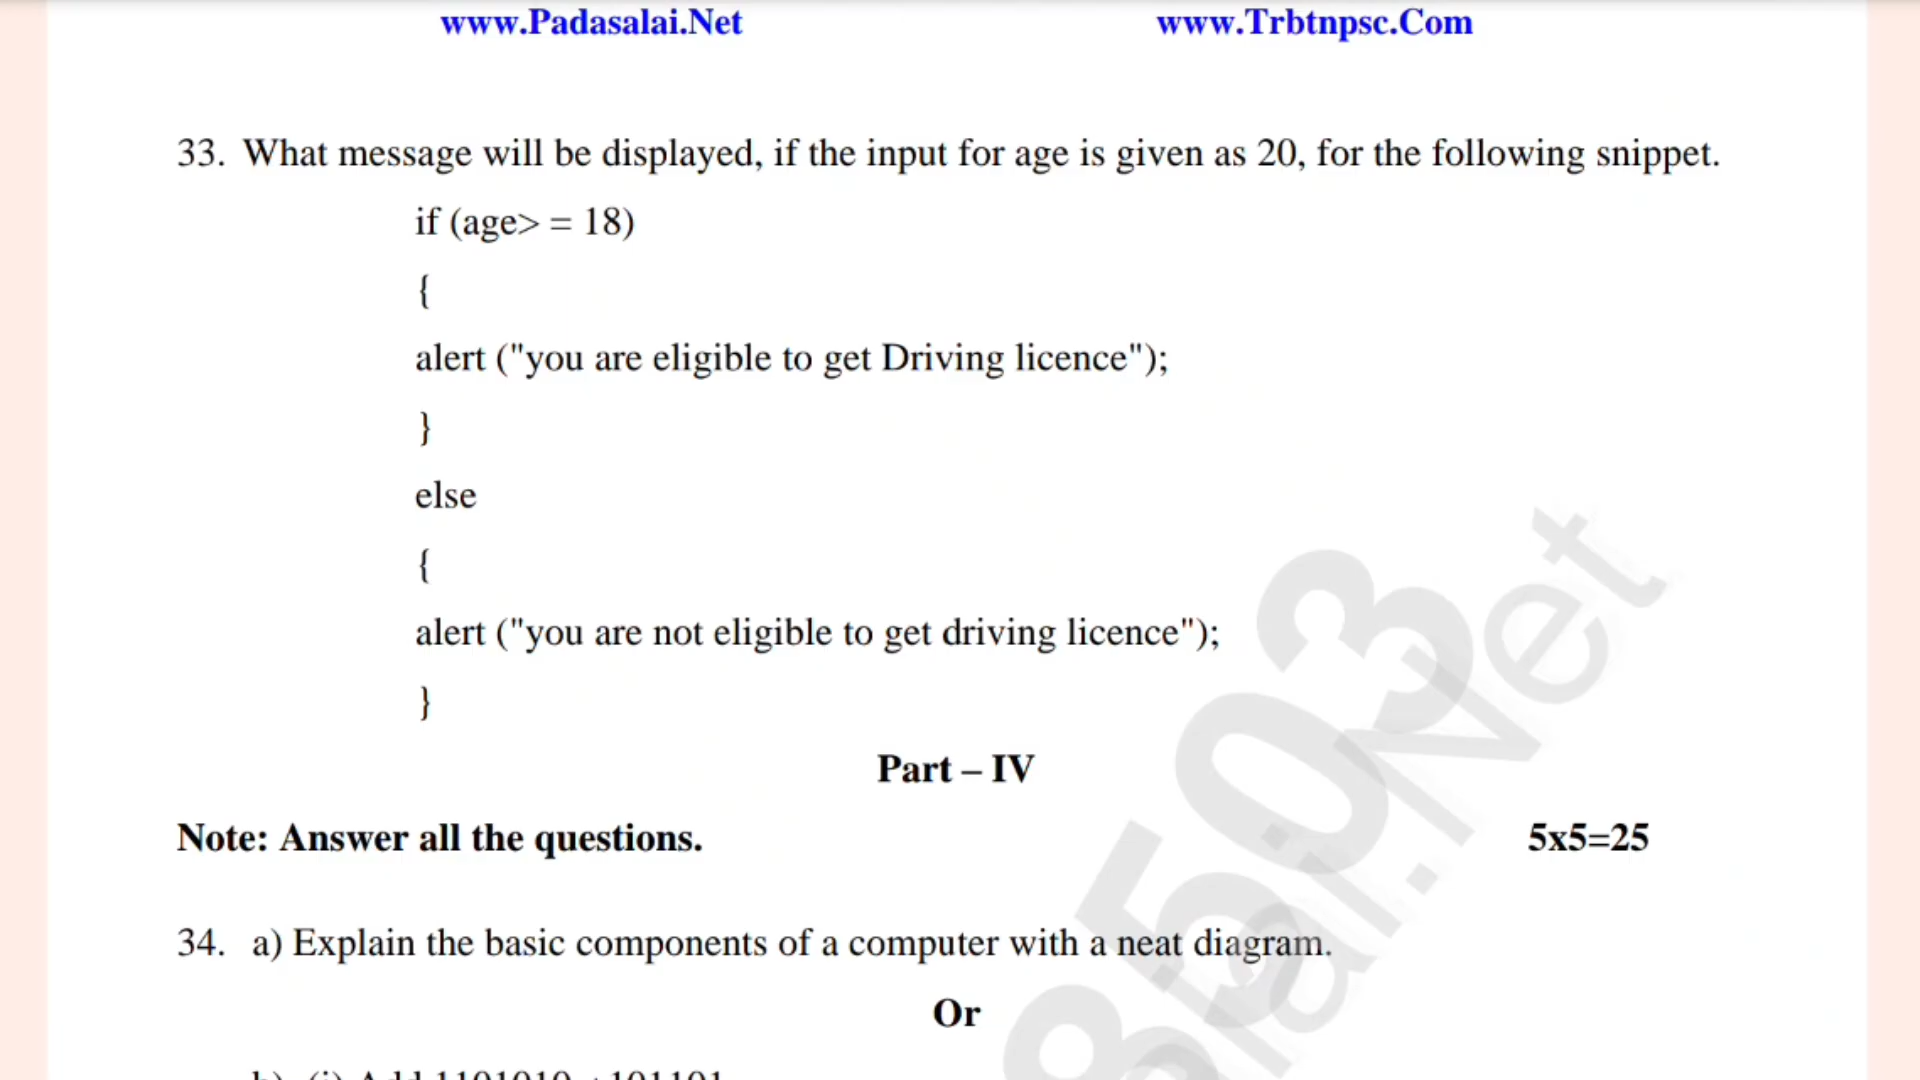 www.Padasalai.Net www.Trbtnpsc.Com
33. What message will be displayed, if the input for age is given as 20, for the following snippet.
if (age> = 18)
{
alert ("you are eligible to get Driving licence");
}
else
{
alert ("you are not eligible to get driving licence");
}
Part – IV
Note: Answer all the questions. 5x5=25
34. a) Explain the basic components of a computer with a neat diagram.
Or
b) (i) Add 1101010 + 101101